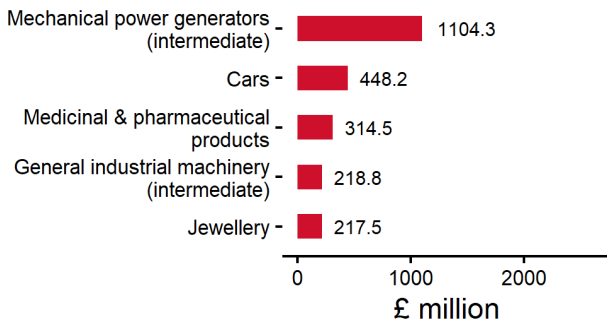 Mechanical power generators
(intermediate)
1104.3
Cars
448.2
Medicinal & pharmaceutical
products
314.5
General industrial machinery
(intermediate)
218.8
Jewellery
217.5
0 1000 2000
£ million